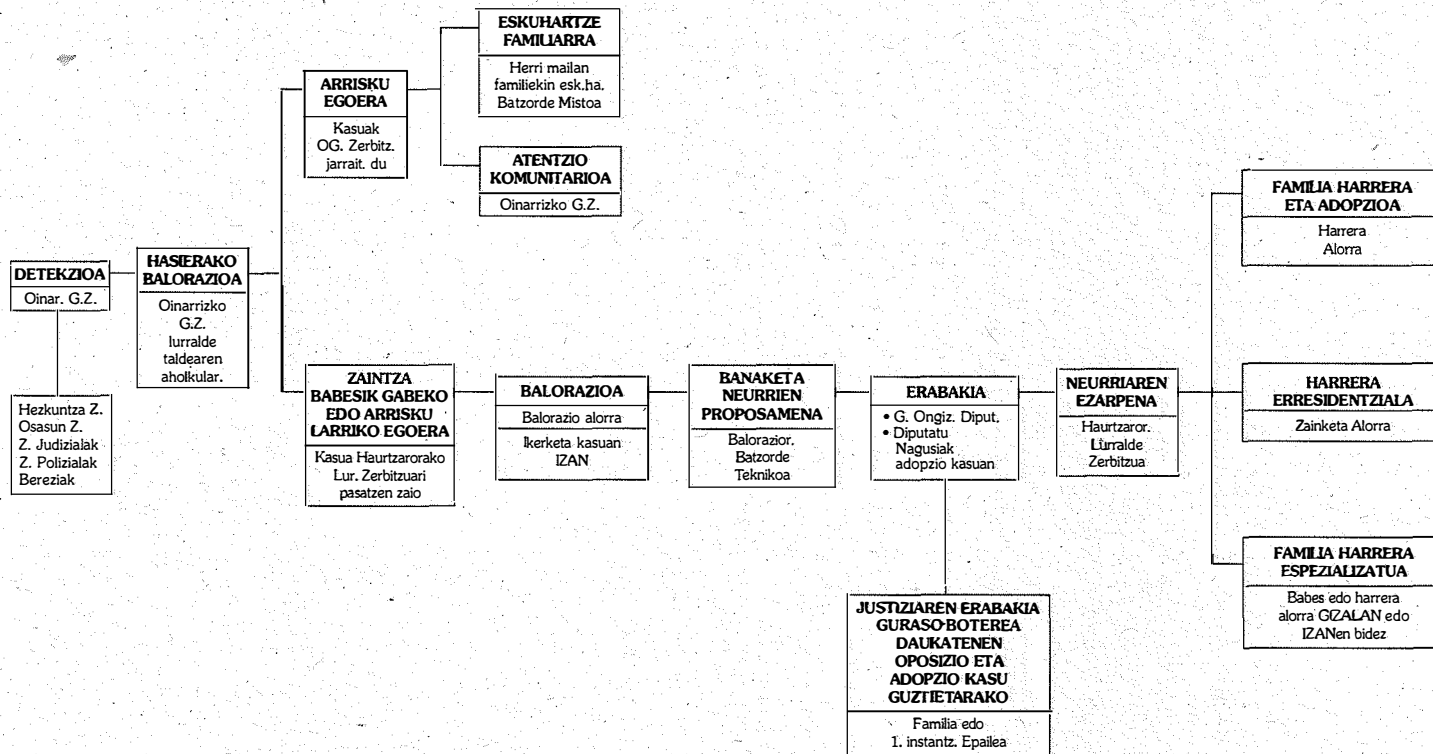 ESKUHARTZE
FAMILIARRA
Herri mailan
familiekin esk.ha.
Batzorde Mistoa
ARRISKU
EGOERA
Kasuak
OG. Zerbitz.
jarrait. du
ATENTZIO
KOMUNITARIOA
Oinarrizko G.Z.
DETEKZIOA
Oinar. G.Z.
Hezkuntza Z.
Osasun Z.
Z. Judizialak
Z. Polizialak
Bereziak
HASIERAKO
BALORAZIOA
Oinarrizko
G.Z.
lurralde
taldearen
aholkular.
ZAINTZA
BABESIK GABEKO
EDO ARRISKU
LARRIKO EGOERA
Kasua Haurtzarorako
Lur. Zerbitzuari
pasatzen zaio
BALORAZIOA
Balorazio alorra
Ikerketa kasuan
IZAN
BANAKETA
NEURRIEN
PROPOSAMENA
Balorazior.
Batzorde
Teknikoa
ERABAKIA
• G. Ongiz. Diput.
• Diputatu
Nagusiak
adopzio kasuan
JUSTIZIAREN ERABAKIA
GURASO-BOTEREA
DAUKATENEN
OPOSIZIO ETA
ADOPZIO KASU
GUZTIETARAKO
Familia edo
1. instantz. Epailea
NEURRIAREN
EZARPENA
Haurtzaror.
Lurralde
Zerbitzua
FAMILIA HARRERA
ETA ADOPZIOA
Harrera
Alorra
HARRERA
ERRESIDENTZIALA
Zainketa Alorra
FAMILIA HARRERA
ESPEZIALIZATUA
Babes edo harrera
alorra GIZALAN edo
IZANen bidez